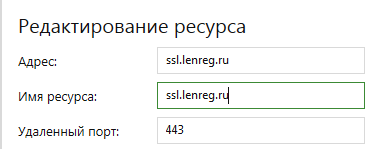 Редактирование ресурса
Адрес: ssl.lenreg.ru
Имя ресурса: ssl.lenreg.ru
Удаленный порт: 443